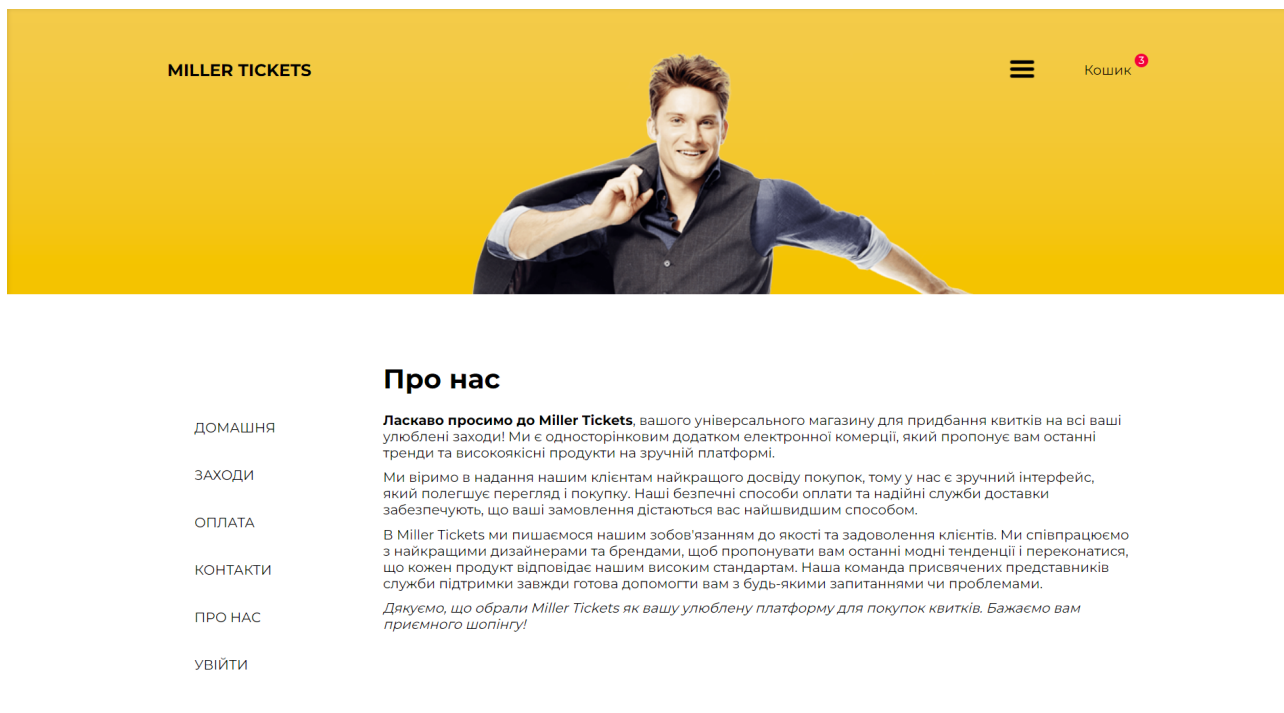 MILLER TICKETS
Кошик 3
Про нас
ДОМАШНЯ
ЗАХОДИ
ОПЛАТА
КОНТАКТИ
ПРО НАС
УВІЙТИ
Ласкаво просимо до Miller Tickets, вашого універсального магазину для придбання квитків на всі ваші
улюблені заходи! Ми є односторінковим додатком електронної комерції, який пропонує вам останні
тренди та високоякісні продукти на зручній платформі.
Ми віримо в надання нашим клієнтам найкращого досвіду покупок, тому у нас є зручний інтерфейс,
який полегшує перегляд і покупку. Наші безпечні способи оплати та надійні служби доставки
забезпечують, що ваші замовлення дістаються вас найшвидшим способом.
В Miller Tickets ми пишаємося нашим зобов'язанням до якості та задоволення клієнтів. Ми співпрацюємо
з найкращими дизайнерами та брендами, щоб пропонувати вам останні модні тенденції і переконатися,
що кожен продукт відповідає нашим високим стандартам. Наша команда присвячених представників
служби підтримки завжди готова допомогти вам з будь-якими запитаннями чи проблемами.
Дякуємо, що обрали Miller Tickets як вашу улюблену платформу для покупок квитків. Бажаємо вам
приємного шопінгу!